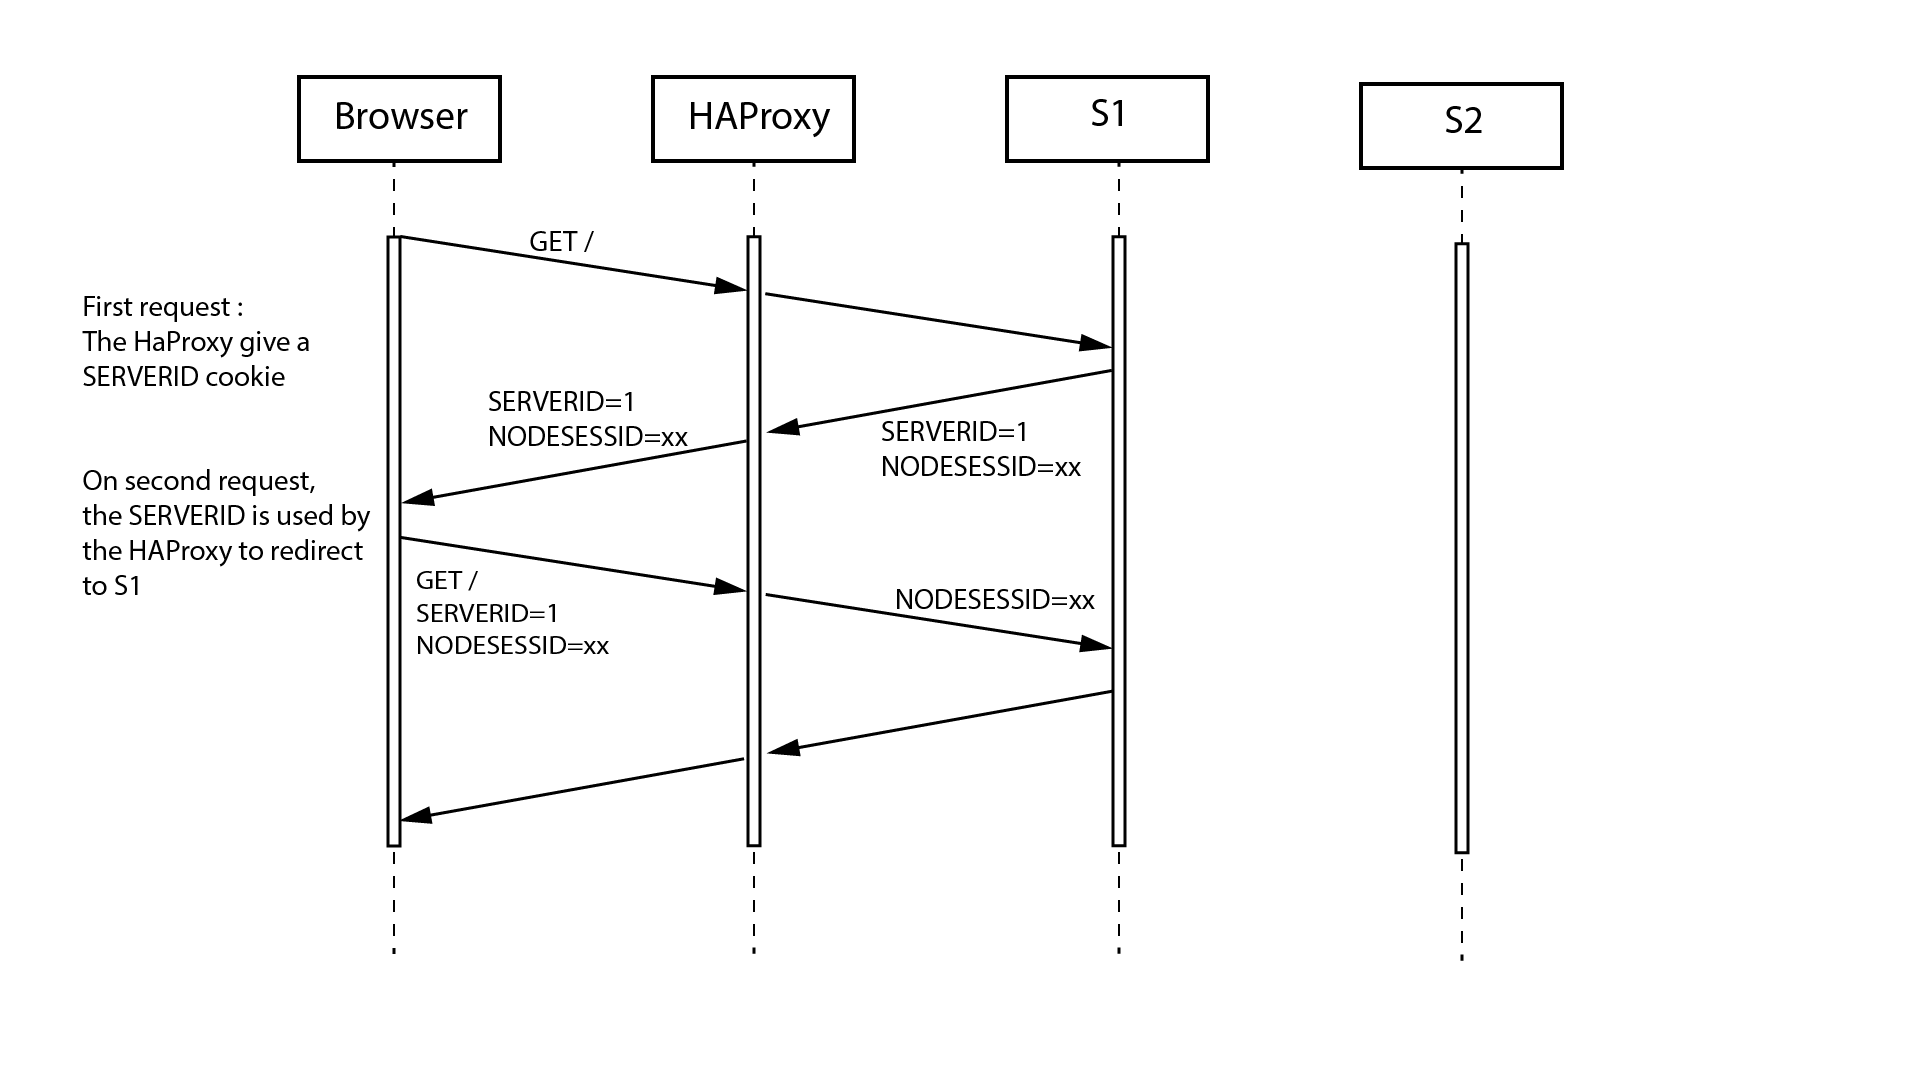 Browser
HAProxy
S1
S2
GET /
First request :
The HaProxy give a
SERVERID cookie
SERVERID=1
NODESESSID=xx
SERVERID=1
NODESESSID=xx
On second request,
the SERVERID is used by
the HAProxy to redirect
to S1
GET /
SERVERID=1
NODESESSID=xx
NODESESSID=xx